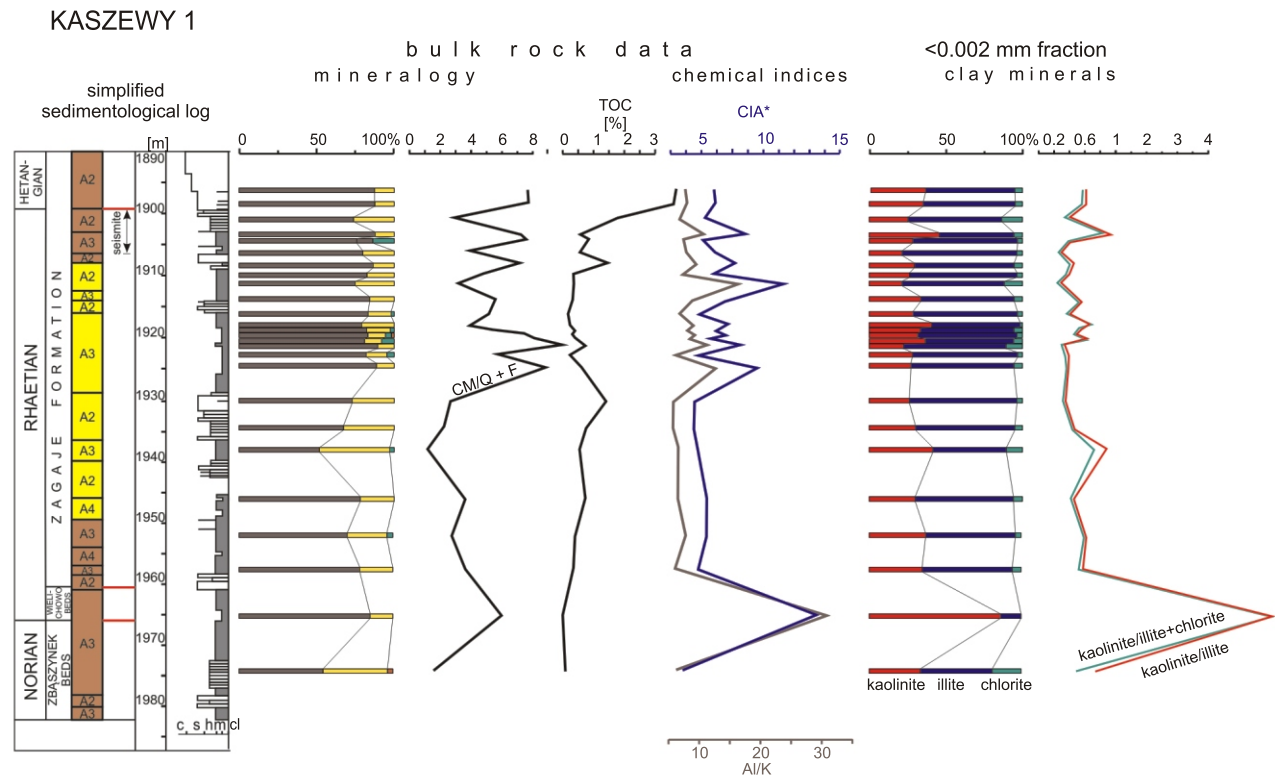 KASZEWY 1
bulk rock data
<0.002 mm fraction
mineralogy
chemical indices
clay minerals
simplified
sedimentological log
TOC
[%]
CIA*
[m]
0 50 100%
0 2 4 6 8
0 1 2 3
5 10 15
0 50 100%
0.2 0.6 1 2 3 4
HETAN-
GIAN
RHAETIAN
NORIAN
ZAGAJE FORMATION
WIELI-
CHOWO
BEDS
ZBASZYNEK
BEDS
A2
A2
A3
A2
A2
A3
A2
A3
A2
A3
A2
A4
A3
A4
A3
A2
A3
A2
A3
seismite
1890
1900
1910
1920
1930
1940
1950
1960
1970
1980
c s hm cl
CM/Q + F
kaolinite/illite+chlorite
kaolinite/illite
kaolinite illite chlorite
10 20 30
Al/K